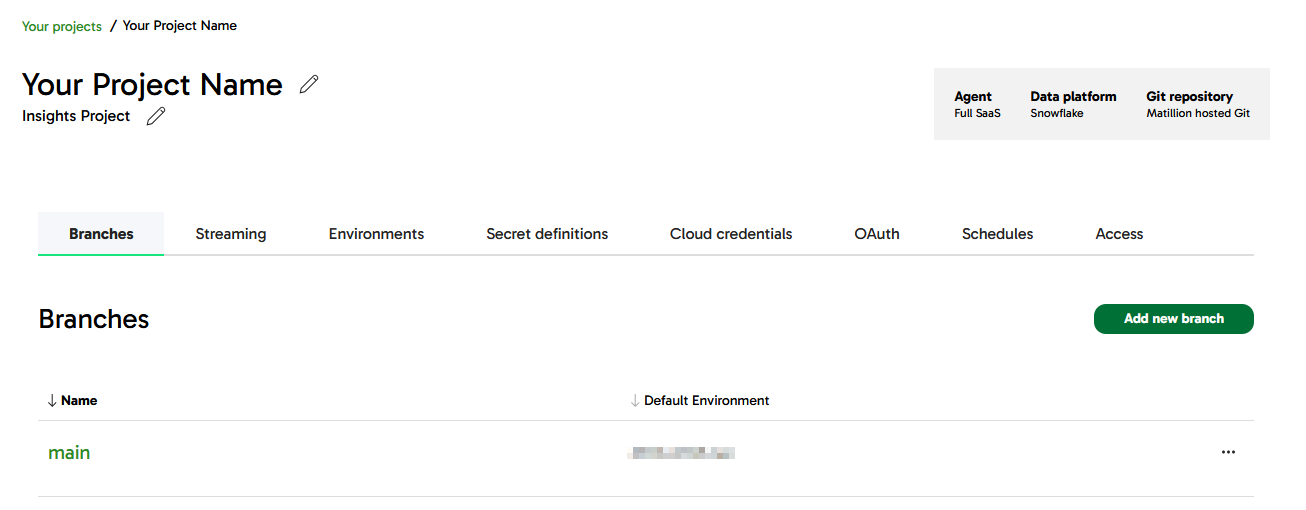 Your projects / Your Project Name
Your Project Name
Insights Project
Agent Data platform Git repository
Full SaaS Snowflake Matillion hosted Git
Branches Streaming Environments Secret definitions Cloud credentials OAuth Schedules Access
Branches
Add new branch
Name Default Environment
main